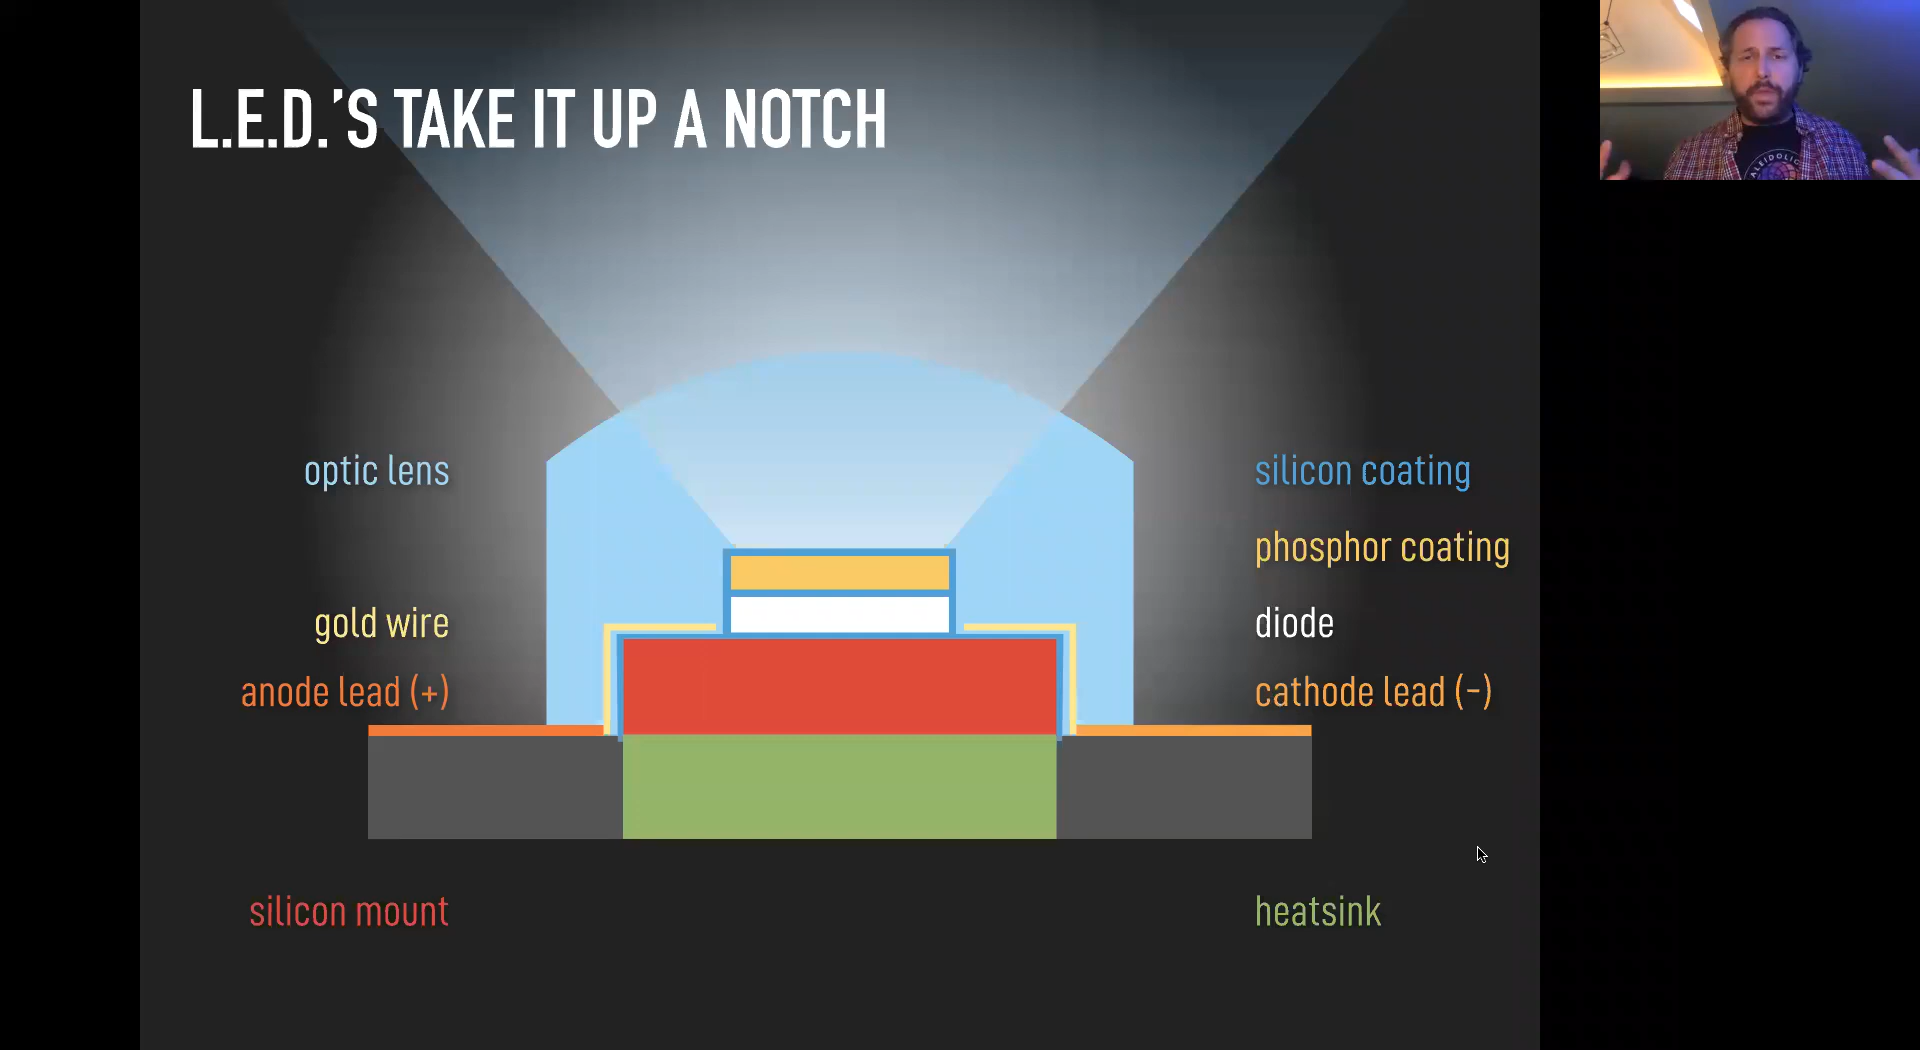 L.E.D.'S TAKE IT UP A NOTCH
optic lens
silicon coating
phosphor coating
gold wire
diode
anode lead (+)
cathode lead (-)
silicon mount
heatsink